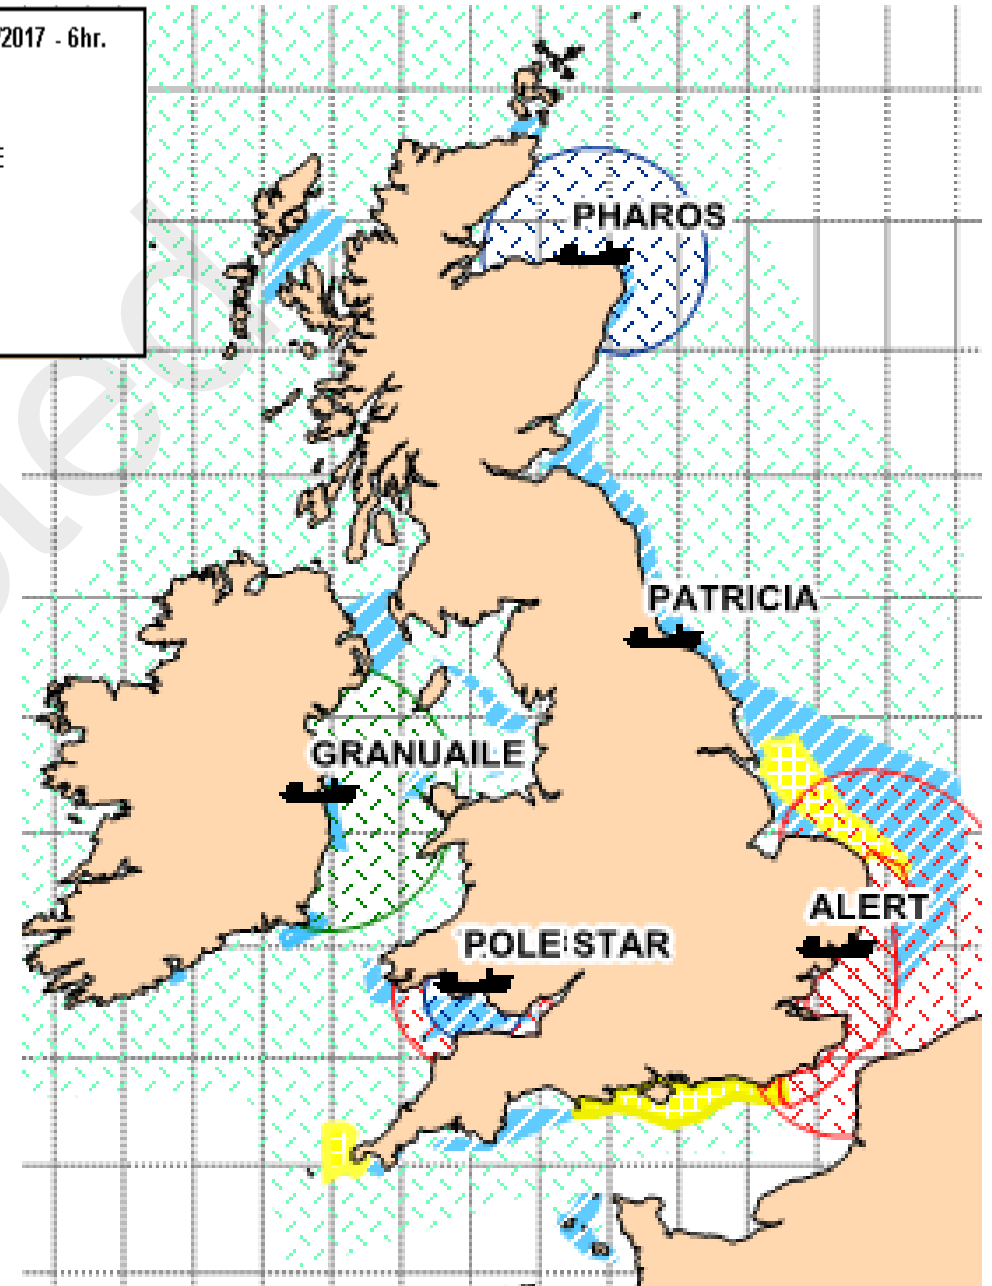 /2017 - 6hr.
E
PHAROS
PATRICIA
GRANUAILE
ALERT
POLE STAR